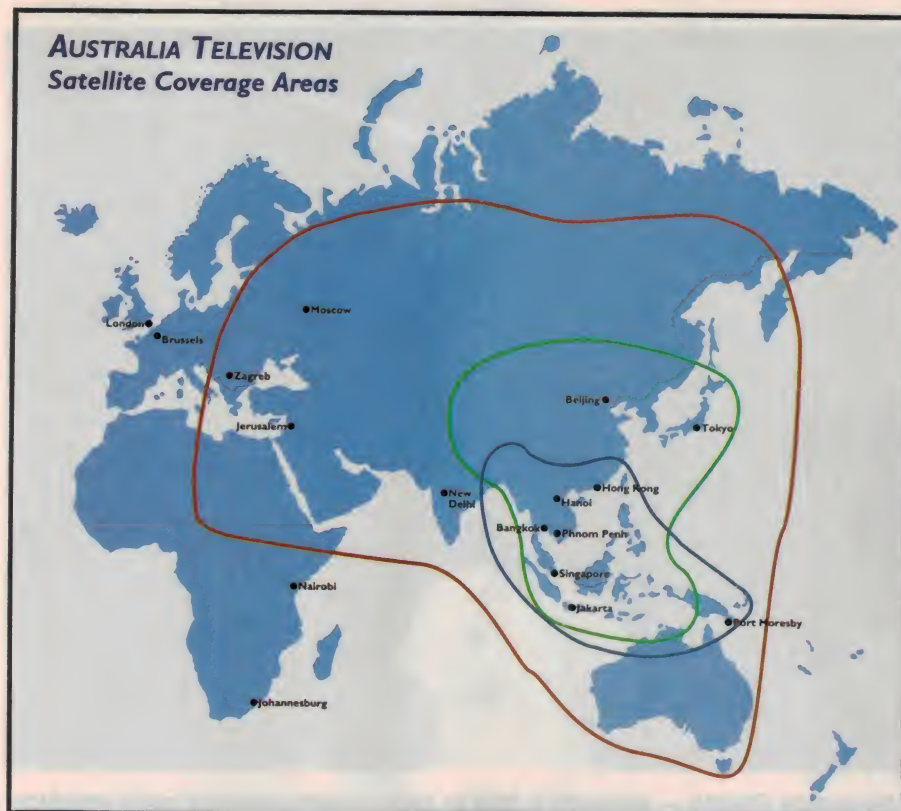 AUSTRALIA TELEVISION
Satellite Coverage Areas
London
Moscow
Brussels
Zagreb
Beijing
Jerusalem
Tokyo
New
Delhi
Hong Kong
Hanoi
Bangkok
Phnom Penh
Singapore
Nairobi
Jakarta
Port Moresby
Johannesburg